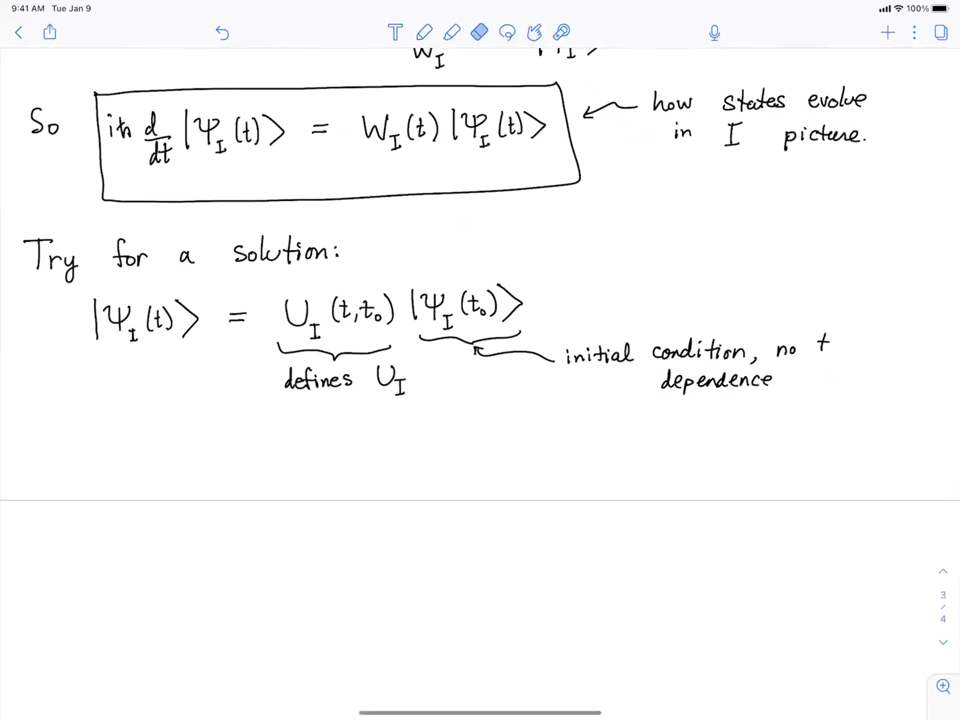 9:41 AM Tue Jan 9
100%
W_I
So iħ d/dt |Ψ_I(t)⟩ = W_I(t) |Ψ_I(t)⟩
how states evolve
in I picture.
Try for a solution:
|Ψ_I(t)⟩ = U_I(t,t₀) |Ψ_I(t₀)⟩
initial condition, no t
dependence
defines U_I
3
/
4